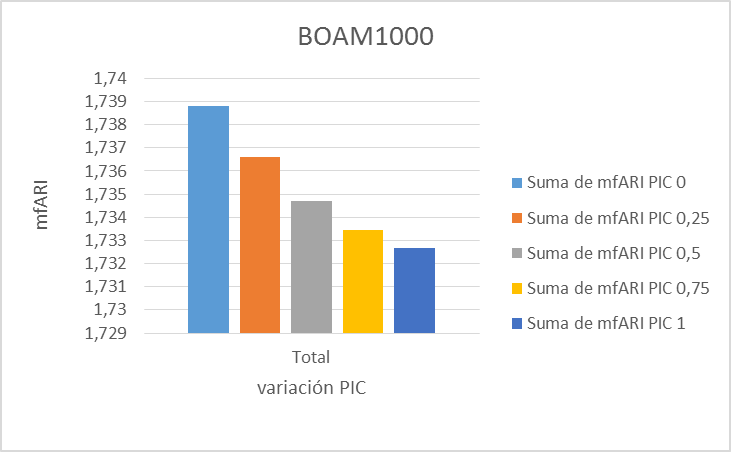 BOAM1000
mfARI
1,74
1,739
1,738
1,737
1,736
1,735
1,734
1,733
1,732
1,731
1,73
1,729
Total
variación PIC
Suma de mfARI PIC 0
Suma de mfARI PIC 0,25
Suma de mfARI PIC 0,5
Suma de mfARI PIC 0,75
Suma de mfARI PIC 1